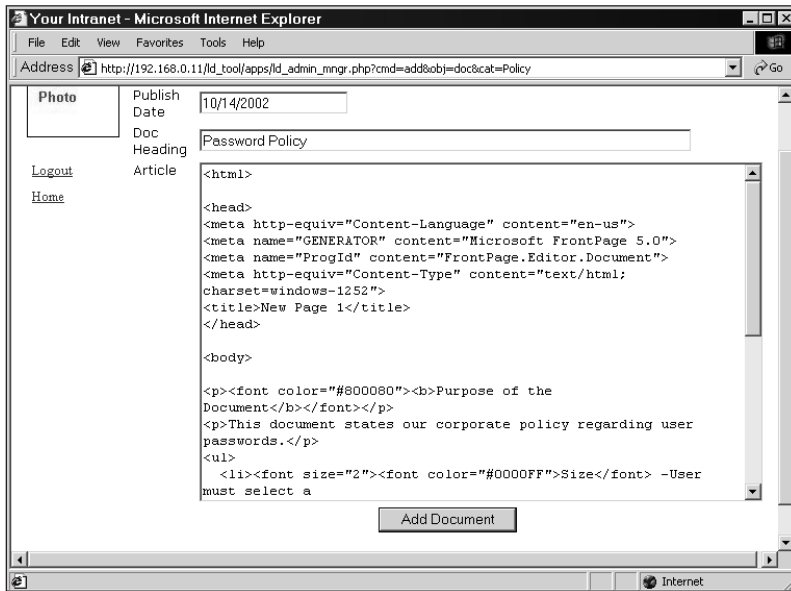 Your Intranet - Microsoft Internet Explorer
File Edit View Favorites Tools Help
Address http://192.168.0.11/ld_tool/apps/ld_admin_mngr.php?cmd=add&obj=doc&cat=Policy Go
Photo
Logout
Home
Publish
Date
10/14/2002
Doc
Heading
Password Policy
Article
<html>
<head>
<meta http-equiv="Content-Language" content="en-us">
<meta name="GENERATOR" content="Microsoft FrontPage 5.0">
<meta name="ProgId" content="FrontPage.Editor.Document">
<meta http-equiv="Content-Type" content="text/html;
charset=windows-1252">
<title>New Page 1</title>
</head>
<body>
<p><font color="#800080"><b>Purpose of the
Document</b></font></p>
<p>This document states our corporate policy regarding user
passwords.</p>
<ul>
<li><font size="2"><font color="#0000FF">Size</font> -User
must select a
Add Document
Internet